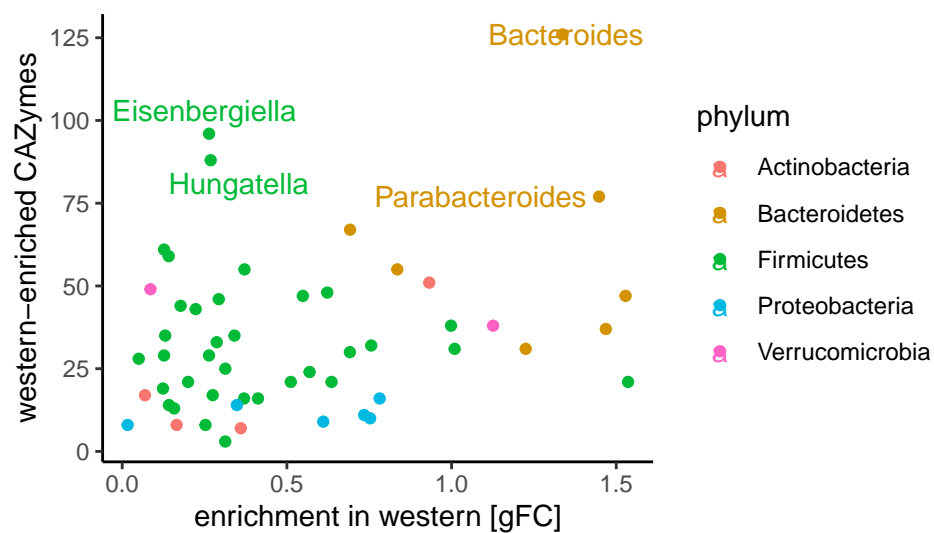 125
100
75
50
25
0
western−enriched CAZymes
Bacteroides
Eisenbergiella
Hungatella
Parabacteroides
0.0 0.5 1.0 1.5
enrichment in western [gFC]
phylum
a Actinobacteria
a Bacteroidetes
a Firmicutes
a Proteobacteria
a Verrucomicrobia